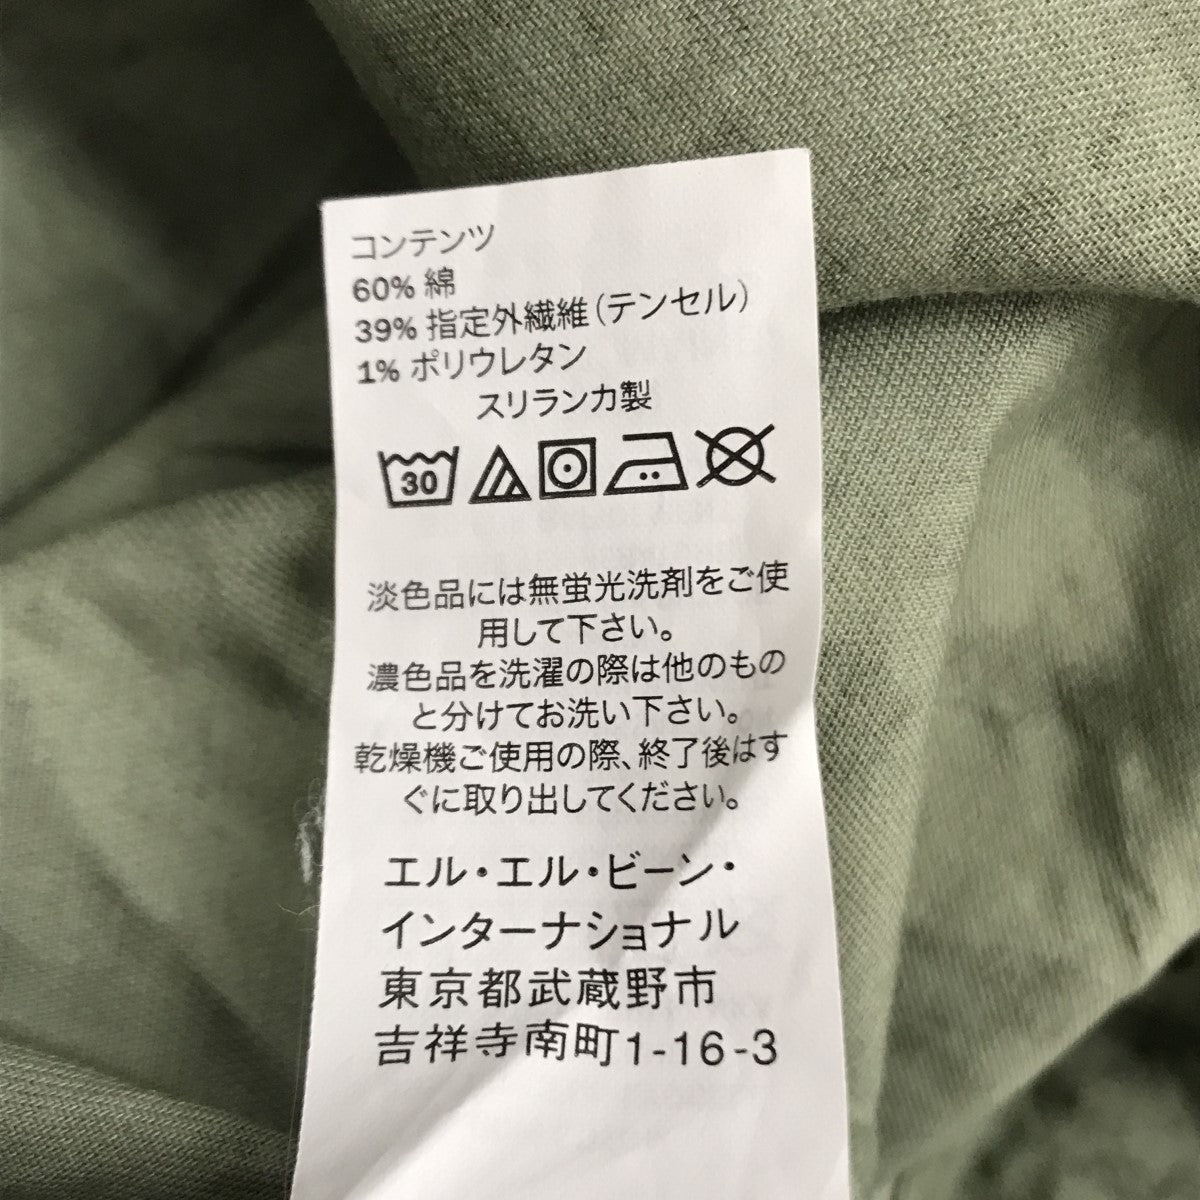 コンテンツ
60% 綿
39% 指定外繊維(テンセル)
1% ポリウレタン
スリランカ製
30
淡色品には無蛍光洗剤をご使
用して下さい。
濃色品を洗濯の際は他のもの
と分けてお洗い下さい。
乾燥機ご使用の際、終了後はす
ぐに取り出してください。
エル・エル・ビーン・
インターナショナル
東京都武蔵野市
吉祥寺南町1-16-3